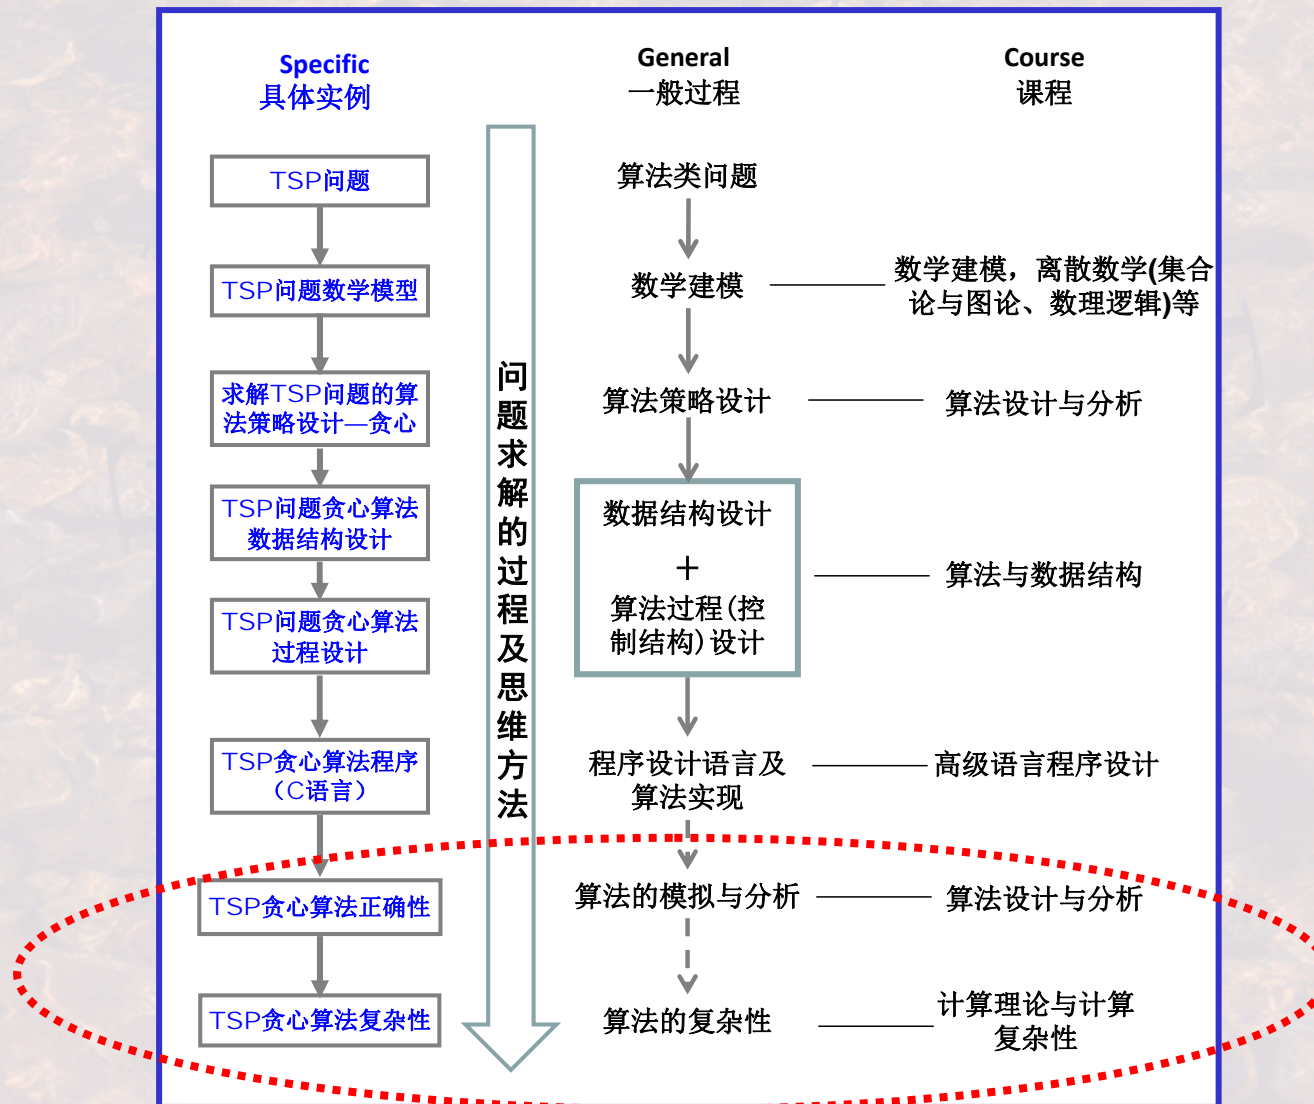 Specific
具体实例
General
一般过程
Course
课程
TSP问题
TSP问题数学模型
求解TSP问题的算
法策略设计—贪心
TSP问题贪心算法
数据结构设计
TSP问题贪心算法
过程设计
TSP贪心算法程序
（C语言）
TSP贪心算法正确性
TSP贪心算法复杂性
问题求解的过程及思维方法
算法类问题
数学建模
算法策略设计
数据结构设计
＋
算法过程(控
制结构)设计
程序设计语言及
算法实现
算法的模拟与分析
算法的复杂性
数学建模，离散数学(集合
论与图论、数理逻辑)等
算法设计与分析
算法与数据结构
高级语言程序设计
算法设计与分析
计算理论与计算
复杂性